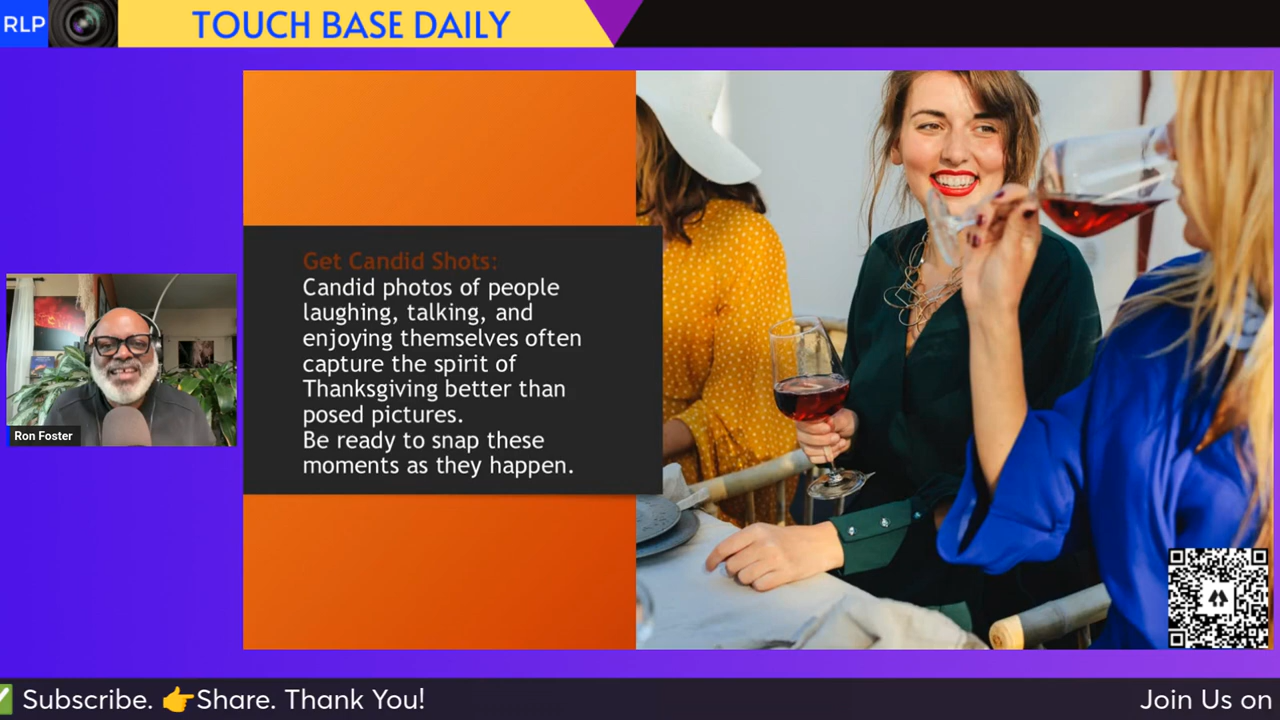 RLP
TOUCH BASE DAILY
Get Candid Shots:
Candid photos of people
laughing, talking, and
enjoying themselves often
capture the spirit of
Thanksgiving better than
posed pictures.
Be ready to snap these
moments as they happen.
Ron Foster
✅ Subscribe. 👉Share. Thank You!
Join Us on